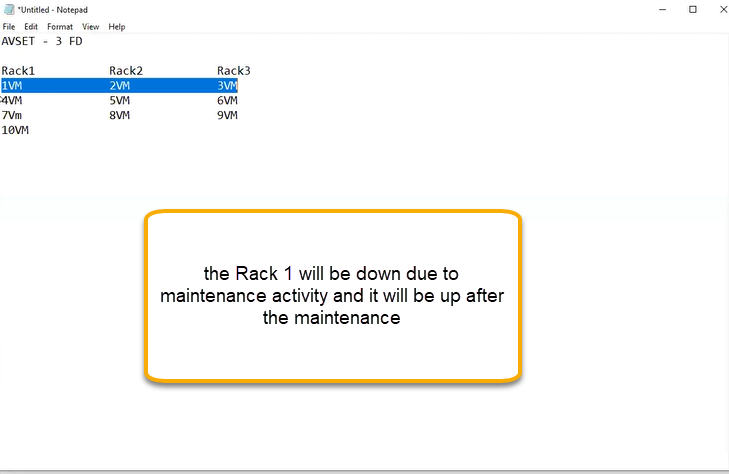 *Untitled - Notepad
File Edit Format View Help
AVSET - 3 FD
Rack1 Rack2 Rack3
1VM 2VM 3VM
4VM 5VM 6VM
7Vm 8VM 9VM
10VM
the Rack 1 will be down due to
maintenance activity and it will be up after
the maintenance